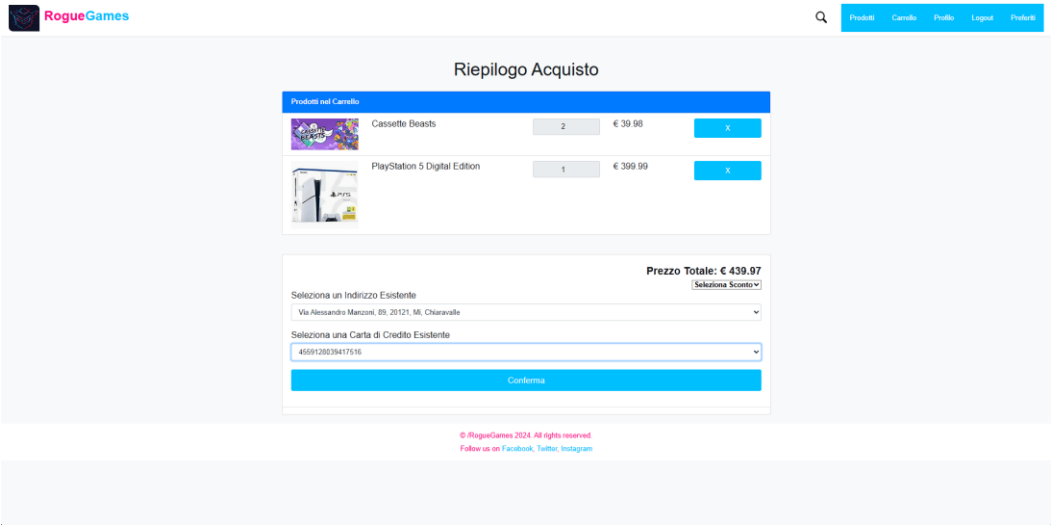 RogueGames
Prodotti Carrello Profilo Logout Preferiti
Riepilogo Acquisto
Prodotti nel Carrello
CASSETTE BEASTS
Cassette Beasts 2 € 39.98 X
PlayStation 5 Digital Edition 1 € 399.99 X
Prezzo Totale: € 439.97
Seleziona Sconto
Seleziona un Indirizzo Esistente
Via Alessandro Manzoni, 89, 20121, MI, Chiaravalle
Seleziona una Carta di Credito Esistente
4559128039417516
Conferma
© /RogueGames 2024. All rights reserved.
Follow us on Facebook, Twitter, Instagram